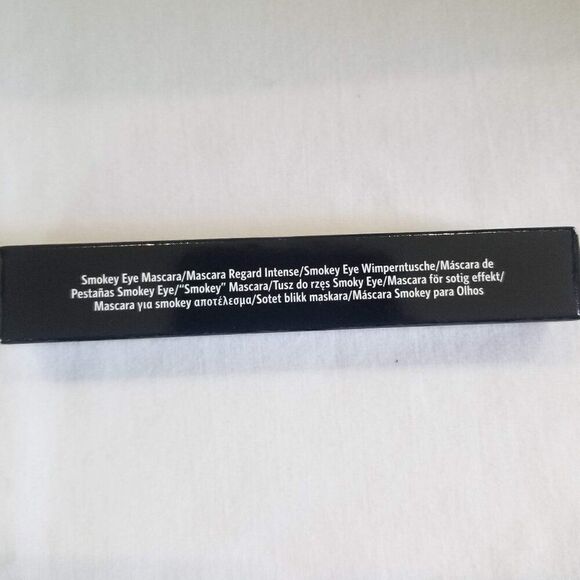 Smokey Eye Mascara/Mascara Regard Intense/Smokey Eye Wimperntusche/Máscara de
Pestañas Smokey Eye/“Smokey” Mascara/Tusz do rzęs Smoky Eye/Mascara för sotig effekt/
Mascara για smokey αποτέλεσμα/Sotet blikk maskara/Máscara Smokey para Olhos